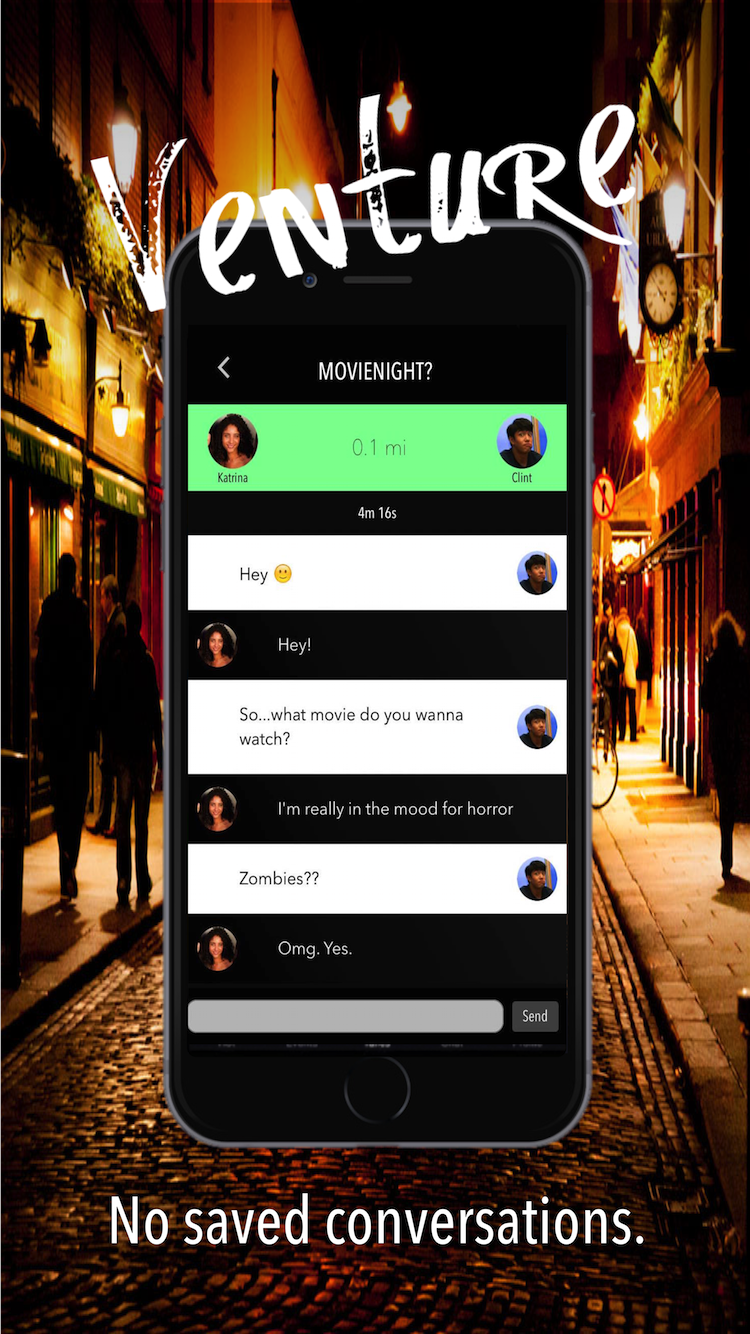 Venture
MOVIENIGHT?
0.1 mi
Katrina
Clint
4m 16s
Hey 🙂
Hey!
So...what movie do you wanna
watch?
I'm really in the mood for horror
Zombies??
Omg. Yes.
Send
No saved conversations.